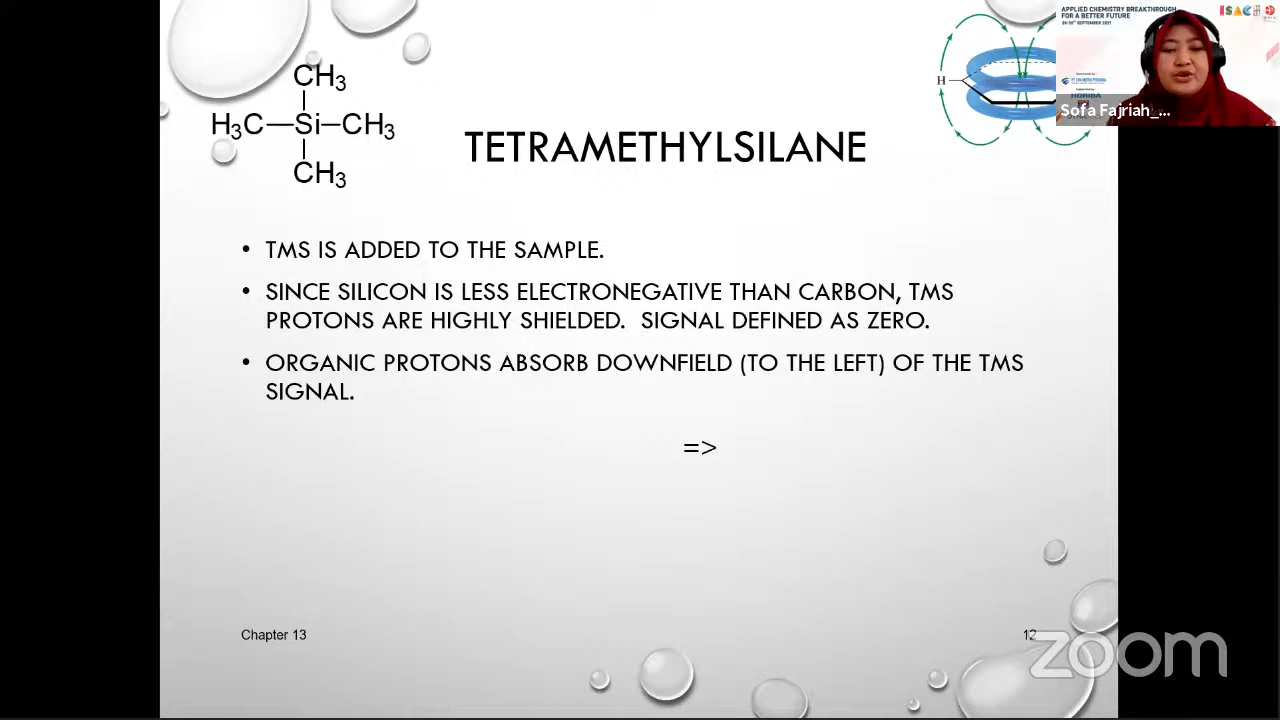 CH3
H3C—Si—CH3
CH3
TETRAMETHYLSILANE
H
APPLIED CHEMISTRY BREAKTHROUGH
FOR A BETTER FUTURE
ISAC
HORIBA
Sofa Fajriah_...
• TMS IS ADDED TO THE SAMPLE.
• SINCE SILICON IS LESS ELECTRONEGATIVE THAN CARBON, TMS
PROTONS ARE HIGHLY SHIELDED. SIGNAL DEFINED AS ZERO.
• ORGANIC PROTONS ABSORB DOWNFIELD (TO THE LEFT) OF THE TMS
SIGNAL.
=>
Chapter 13
12
zoom